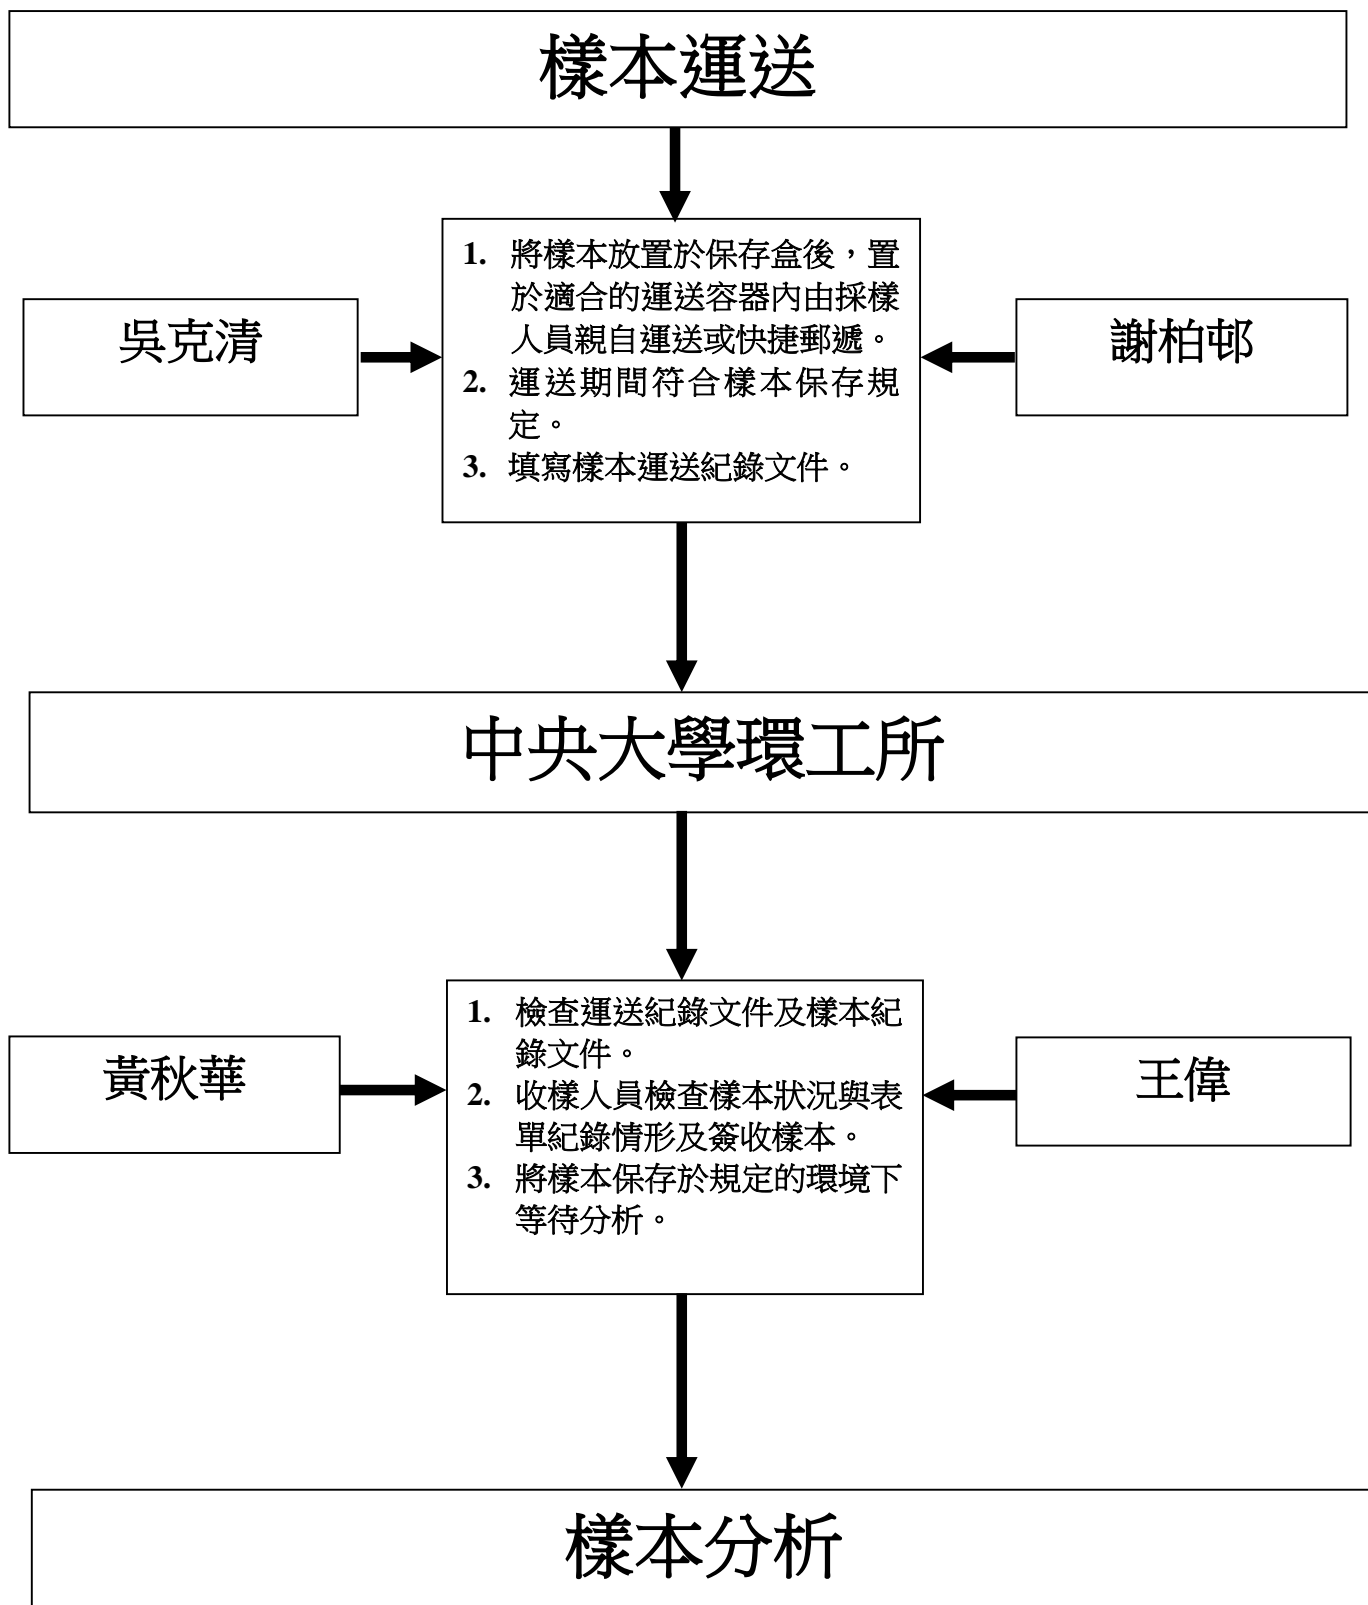 樣本運送
1. 將樣本放置於保存盒後，置
於適合的運送容器內由採樣
人員親自運送或快捷郵遞。
2. 運送期間符合樣本保存規
定。
3. 填寫樣本運送紀錄文件。
吳克清
謝柏邨
中央大學環工所
1. 檢查運送紀錄文件及樣本紀
錄文件。
2. 收樣人員檢查樣本狀況與表
單紀錄情形及簽收樣本。
3. 將樣本保存於規定的環境下
等待分析。
黃秋華
王偉
樣本分析